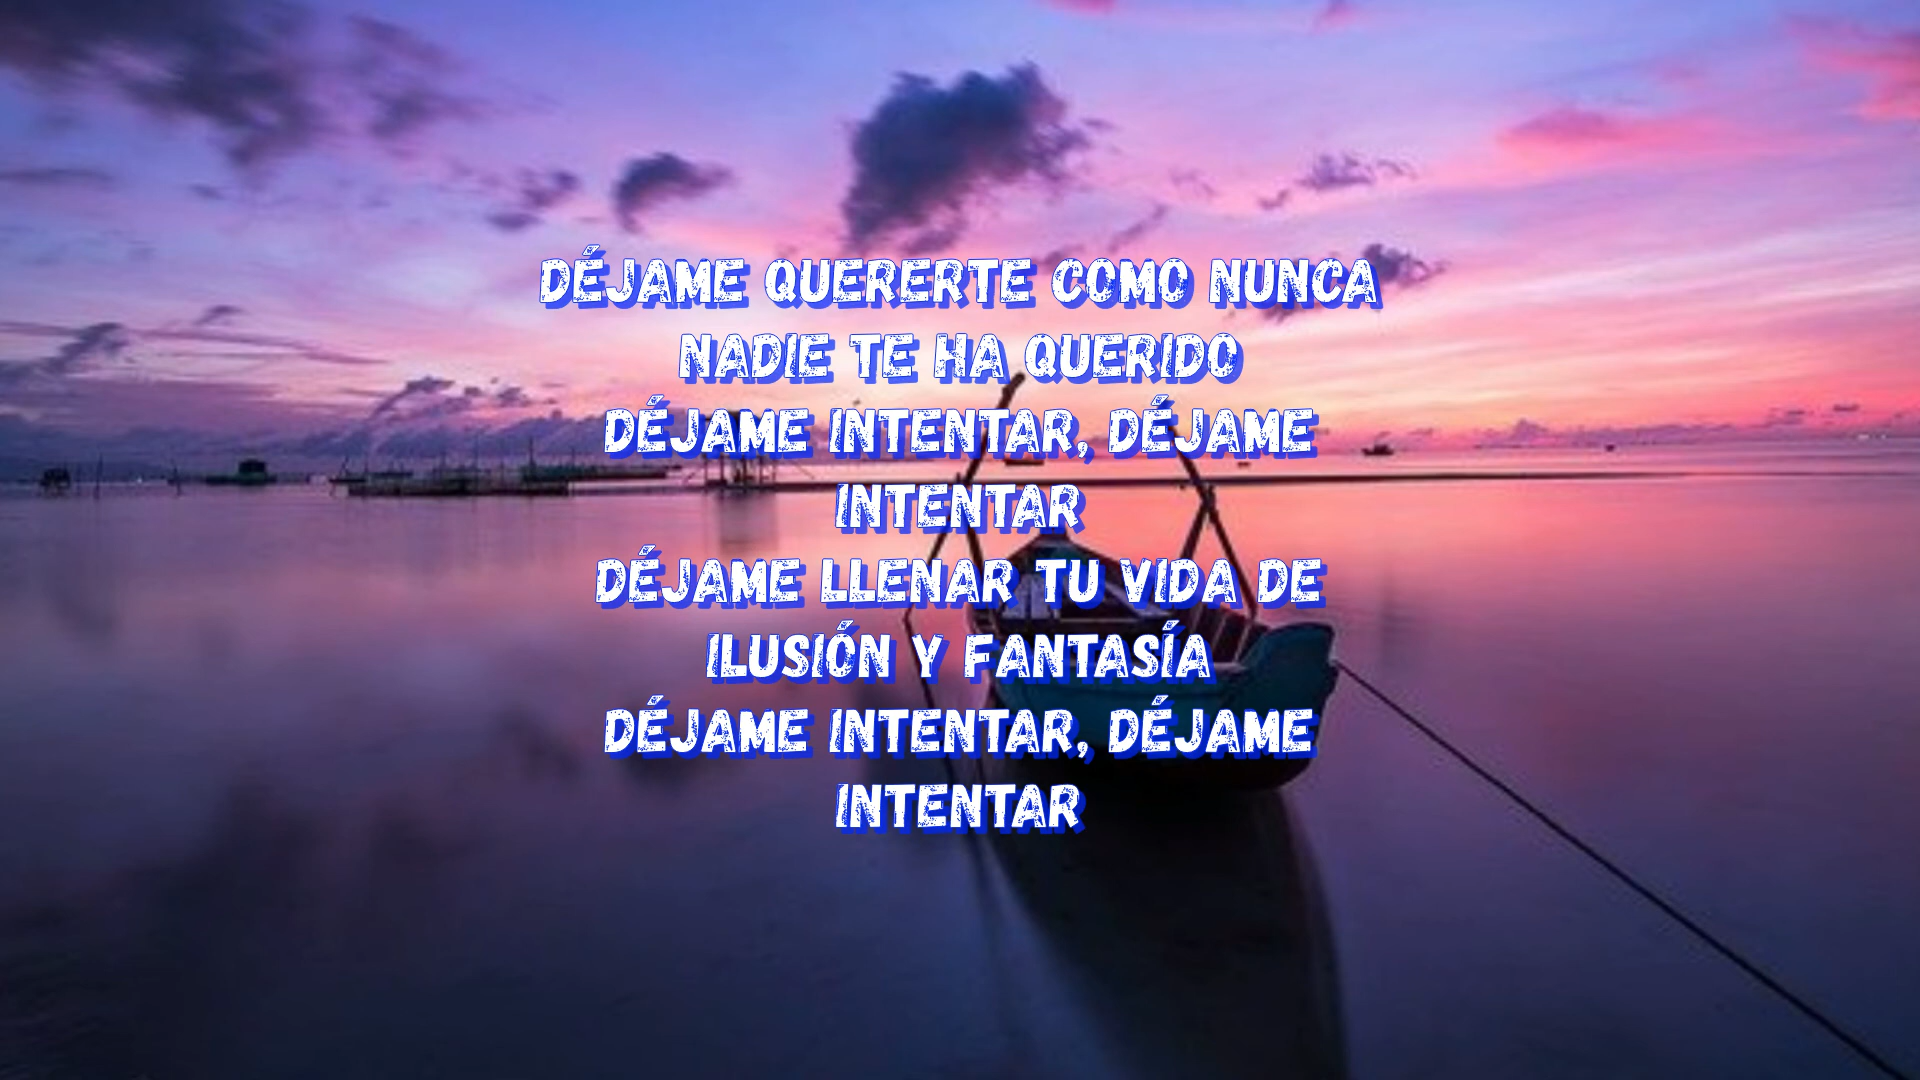 DÉJAME QUERERTE COMO NUNCA
NADIE TE HA QUERIDO
DÉJAME INTENTAR, DÉJAME
INTENTAR
DÉJAME LLENAR TU VIDA DE
ILUSIÓN Y FANTASÍA
DÉJAME INTENTAR, DÉJAME
INTENTAR